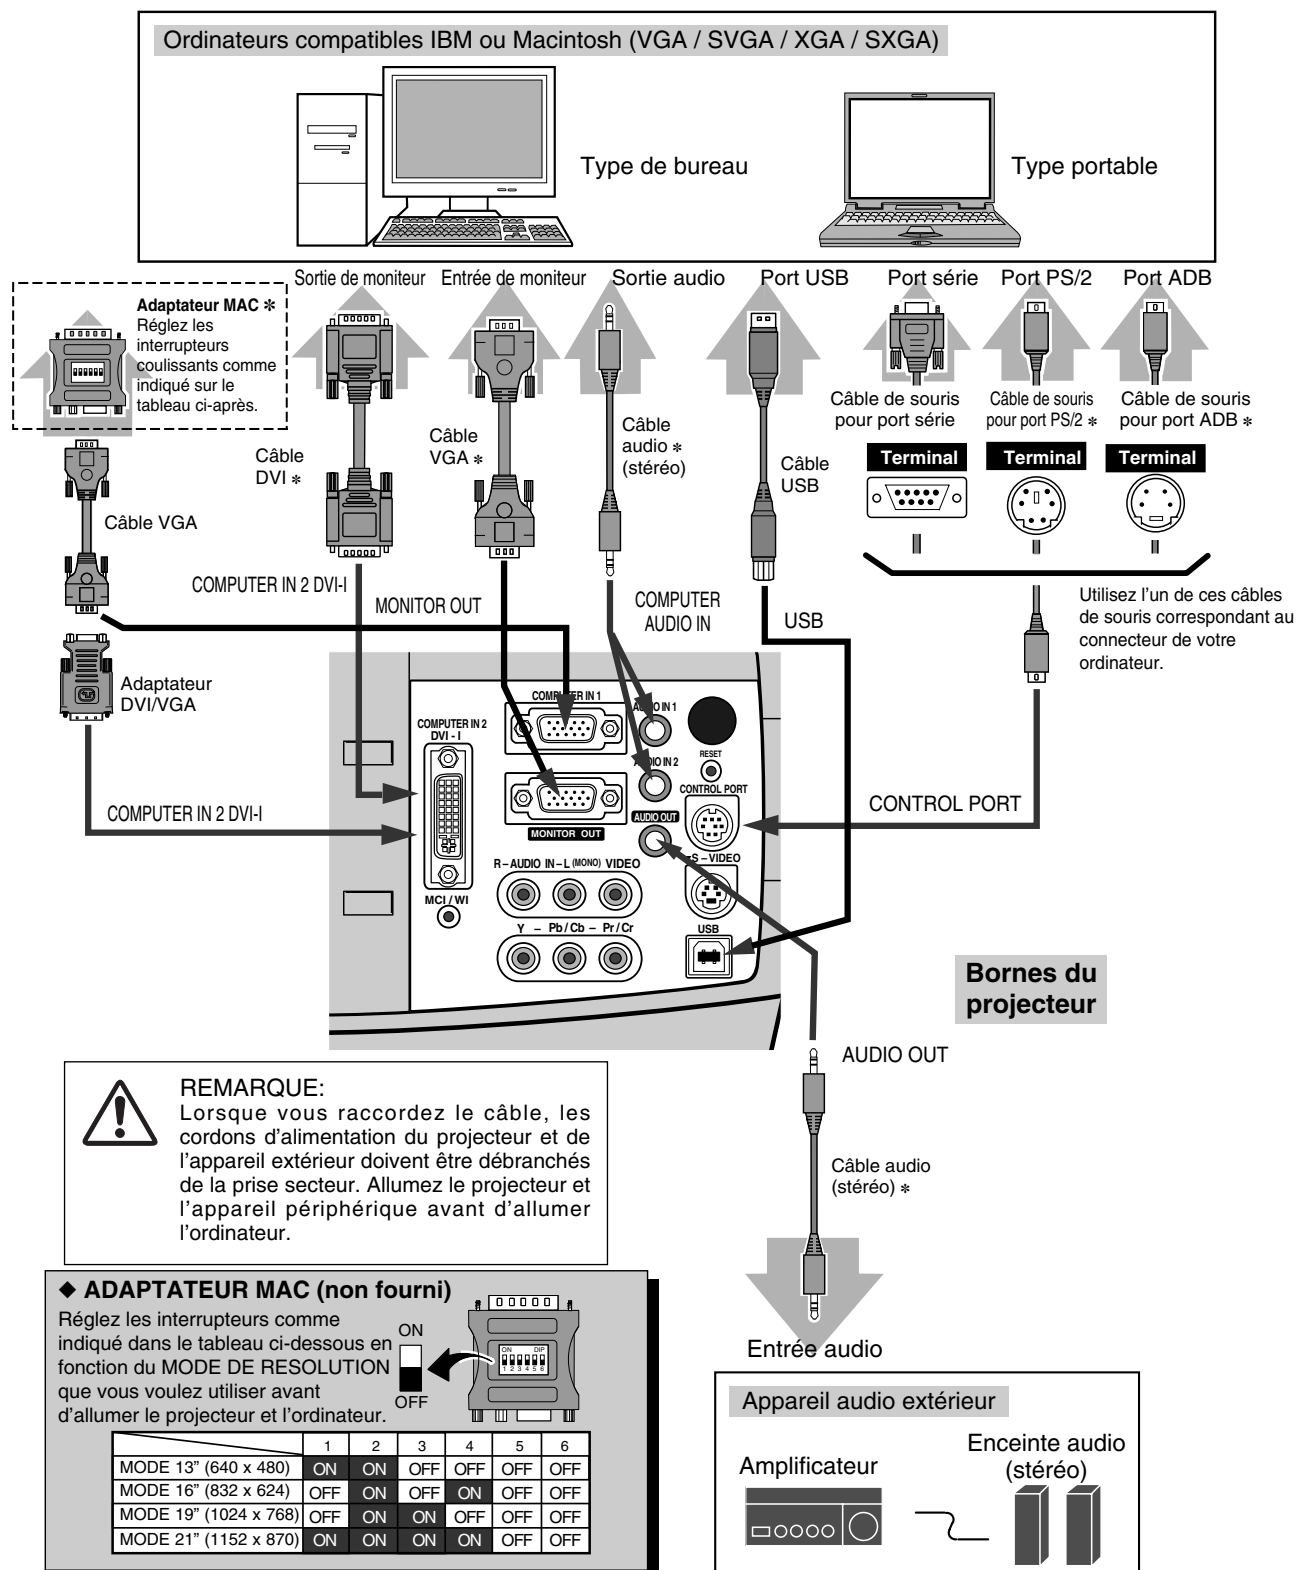 Ordinateurs compatibles IBM ou Macintosh (VGA / SVGA / XGA / SXGA)
Type de bureau
Type portable
Sortie de moniteur
Entrée de moniteur
Sortie audio
Port USB
Port série
Port PS/2
Port ADB
Adaptateur MAC ✻
Réglez les
interrupteurs
coulissants comme
indiqué sur le
tableau ci-après.
Câble VGA
Câble
DVI ✻
Câble
VGA ✻
Câble
audio ✻
(stéréo)
Câble
USB
Câble de souris
pour port série
Câble de souris
pour port PS/2 ✻
Câble de souris
pour port ADB ✻
Terminal
Terminal
Terminal
COMPUTER IN 2 DVI-I
MONITOR OUT
COMPUTER
AUDIO IN
USB
Utilisez l’un de ces câbles
de souris correspondant au
connecteur de votre
ordinateur.
Adaptateur
DVI/VGA
COMPUTER IN 2 DVI-I
CONTROL PORT
COMPUTER IN 1
COMPUTER IN 2
DVI - I
AUDIO IN 1
AUDIO IN 2
RESET
CONTROL PORT
AUDIO OUT
MONITOR OUT
S – VIDEO
R – AUDIO IN – L (MONO) VIDEO
MCI / WI
Y – Pb / Cb – Pr / Cr
USB
Bornes du
projecteur
AUDIO OUT
Câble audio
(stéréo) ✻
Entrée audio
REMARQUE:
Lorsque vous raccordez le câble, les
cordons d’alimentation du projecteur et de
l’appareil extérieur doivent être débranchés
de la prise secteur. Allumez le projecteur et
l’appareil périphérique avant d’allumer
l’ordinateur.
◆ ADAPTATEUR MAC (non fourni)
Réglez les interrupteurs comme
indiqué dans le tableau ci-dessous en
fonction du MODE DE RESOLUTION
que vous voulez utiliser avant
d’allumer le projecteur et l’ordinateur.
ON
OFF
ON DIP
1 2 3 4 5 6
1 2 3 4 5 6
MODE 13” (640 x 480) ON ON OFF OFF OFF OFF
MODE 16” (832 x 624) OFF ON OFF ON OFF OFF
MODE 19” (1024 x 768) OFF ON ON OFF OFF OFF
MODE 21” (1152 x 870) ON ON ON ON OFF OFF
Appareil audio extérieur
Amplificateur
Enceinte audio
(stéréo)